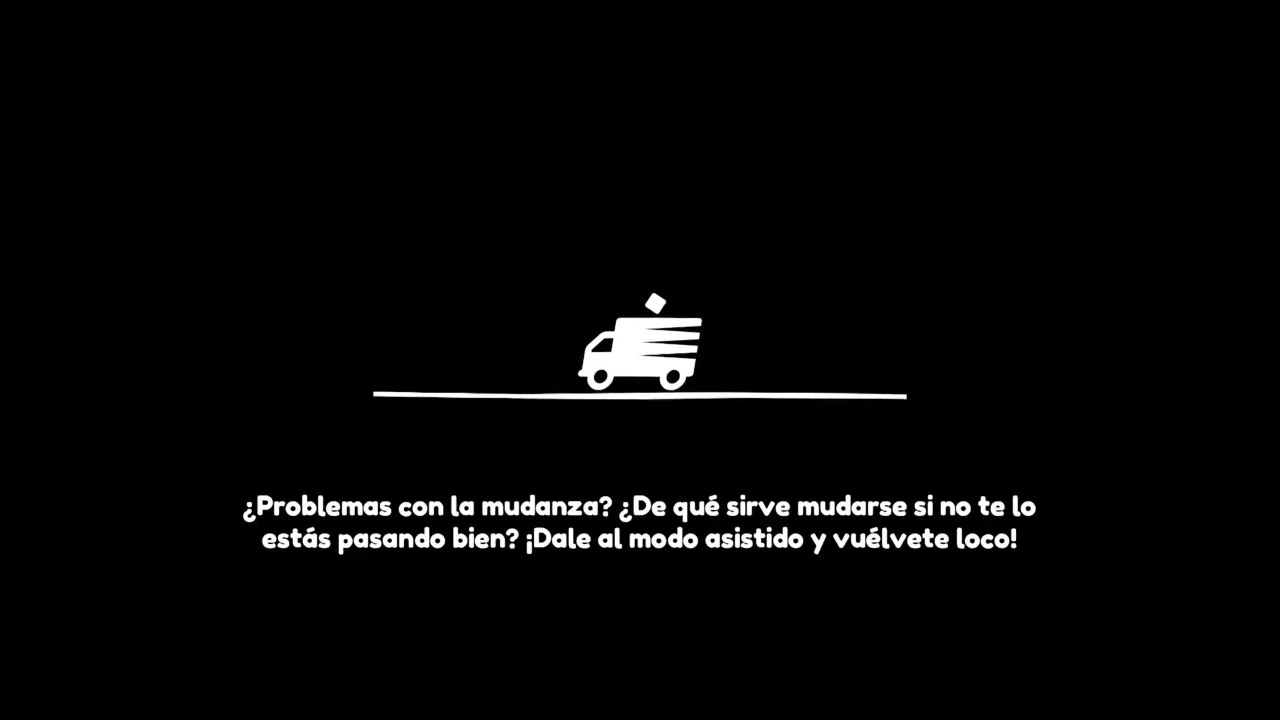 ¿Problemas con la mudanza? ¿De qué sirve mudarse si no te lo
estás pasando bien? ¡Dale al modo asistido y vuélvete loco!